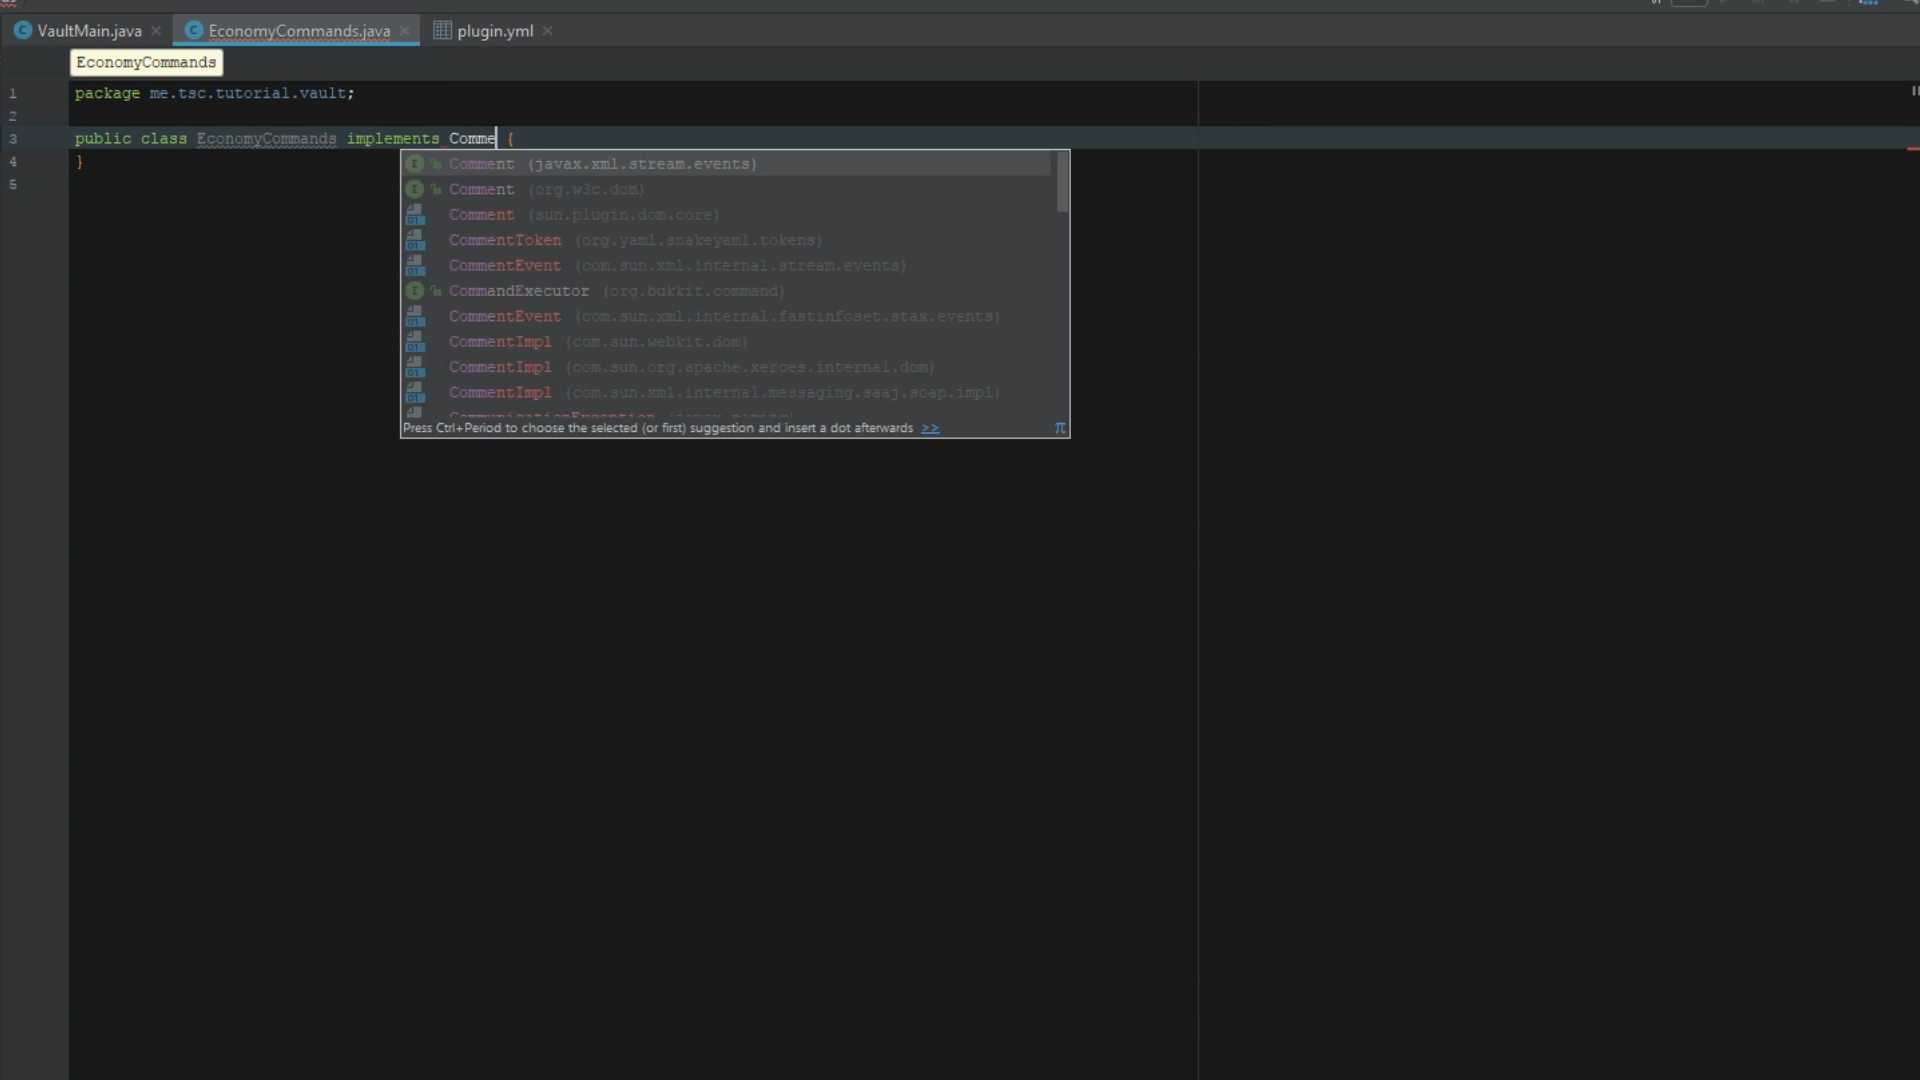 VaultMain.java EconomyCommands.java plugin.yml
EconomyCommands
1 package me.tsc.tutorial.vault;
2
3 public class EconomyCommands implements Comme {
4 }
5
Comment (javax.xml.stream.events)
Comment (org.w3c.dom)
Comment (sun.plugin.dom.core)
CommentToken (org.yaml.snakeyaml.tokens)
CommentEvent (com.sun.xml.internal.stream.events)
CommandExecutor (org.bukkit.command)
CommentEvent (com.sun.xml.internal.fastinfoset.stax.events)
CommentImpl (com.sun.webkit.dom)
CommentImpl (com.sun.org.apache.xerces.internal.dom)
CommentImpl (com.sun.xml.internal.messaging.saaj.soap.impl)
CommunicationException (javax.naming)
Press Ctrl+Period to choose the selected (or first) suggestion and insert a dot afterwards >> π